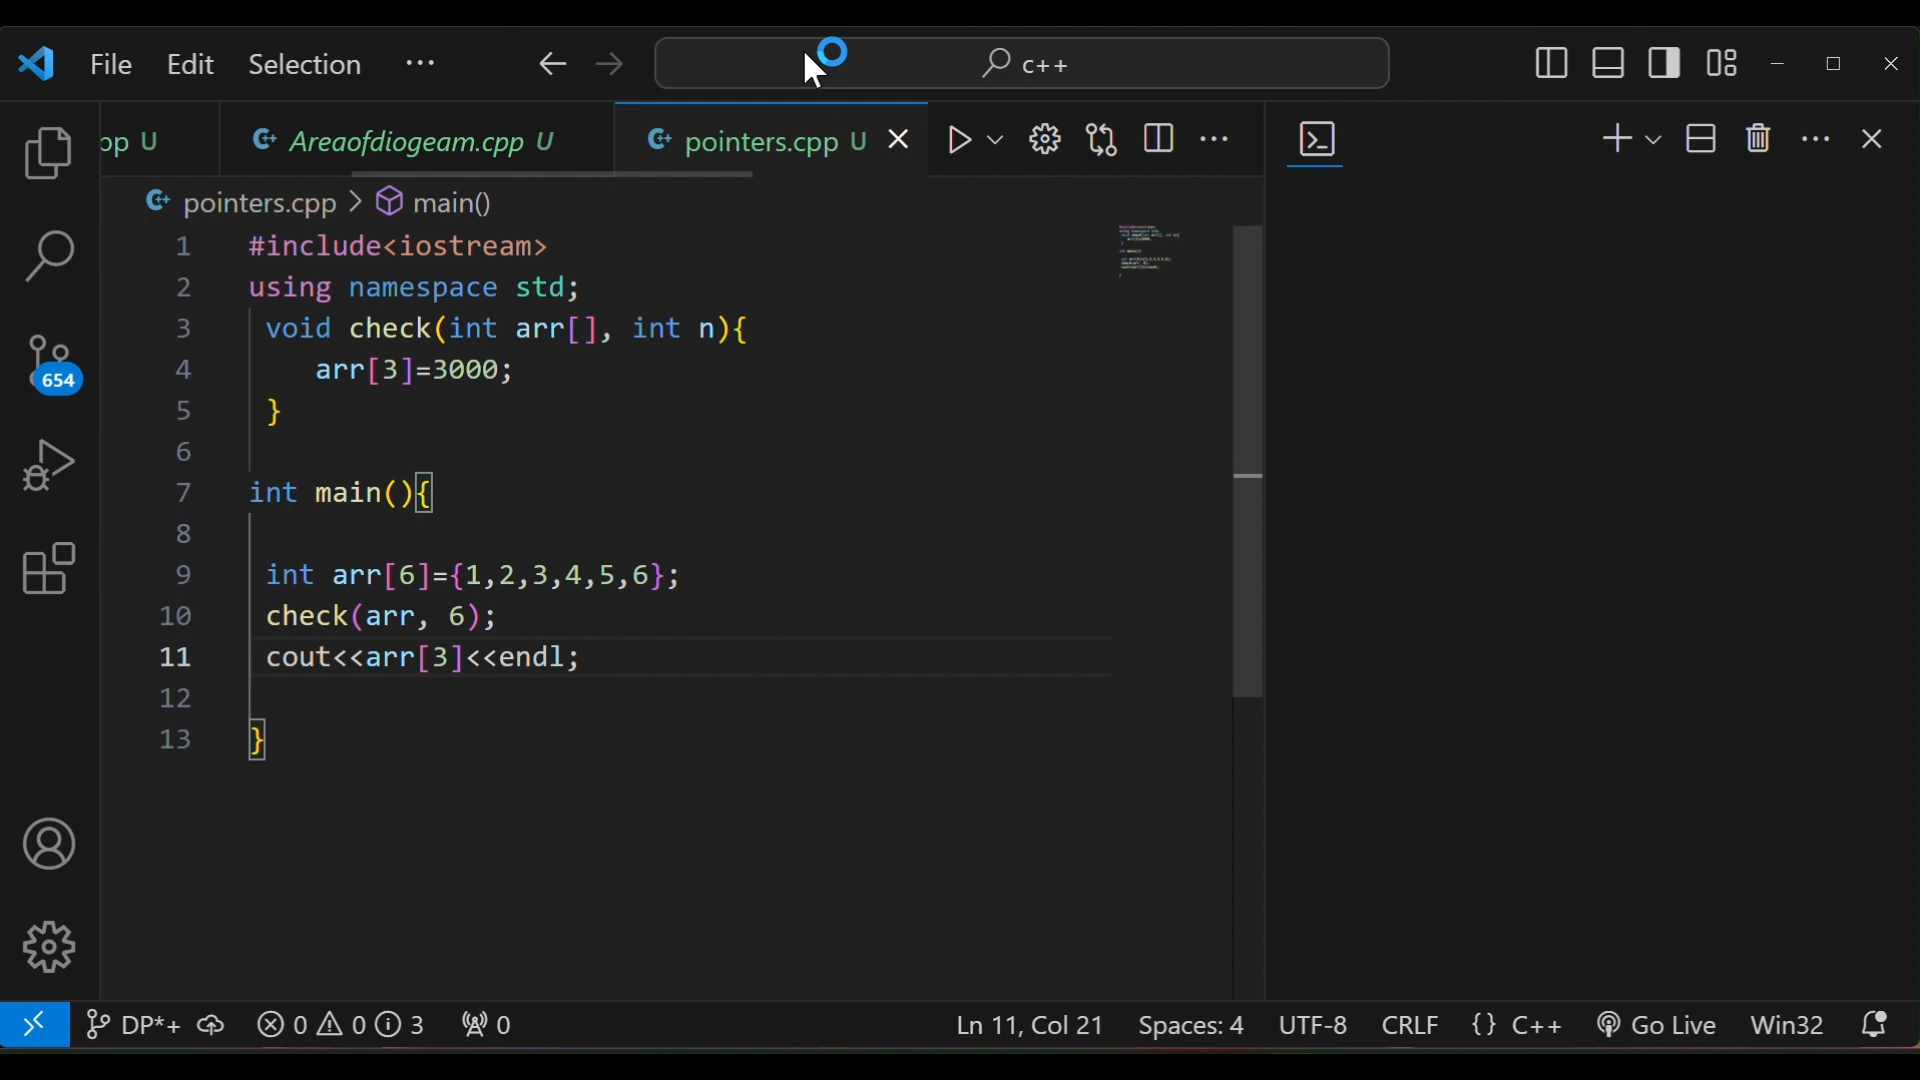 File Edit Selection ···
c++
pp U
Areaofdiogeam.cpp U
pointers.cpp U
pointers.cpp > main()
1 #include<iostream>
2 using namespace std;
3 void check(int arr[], int n){
4 arr[3]=3000;
5 }
6
7 int main(){
8
9 int arr[6]={1,2,3,4,5,6};
10 check(arr, 6);
11 cout<<arr[3]<<endl;
12
13 }
654
DP*+ 0 0 3 0 Ln 11, Col 21 Spaces: 4 UTF-8 CRLF {} C++ Go Live Win32